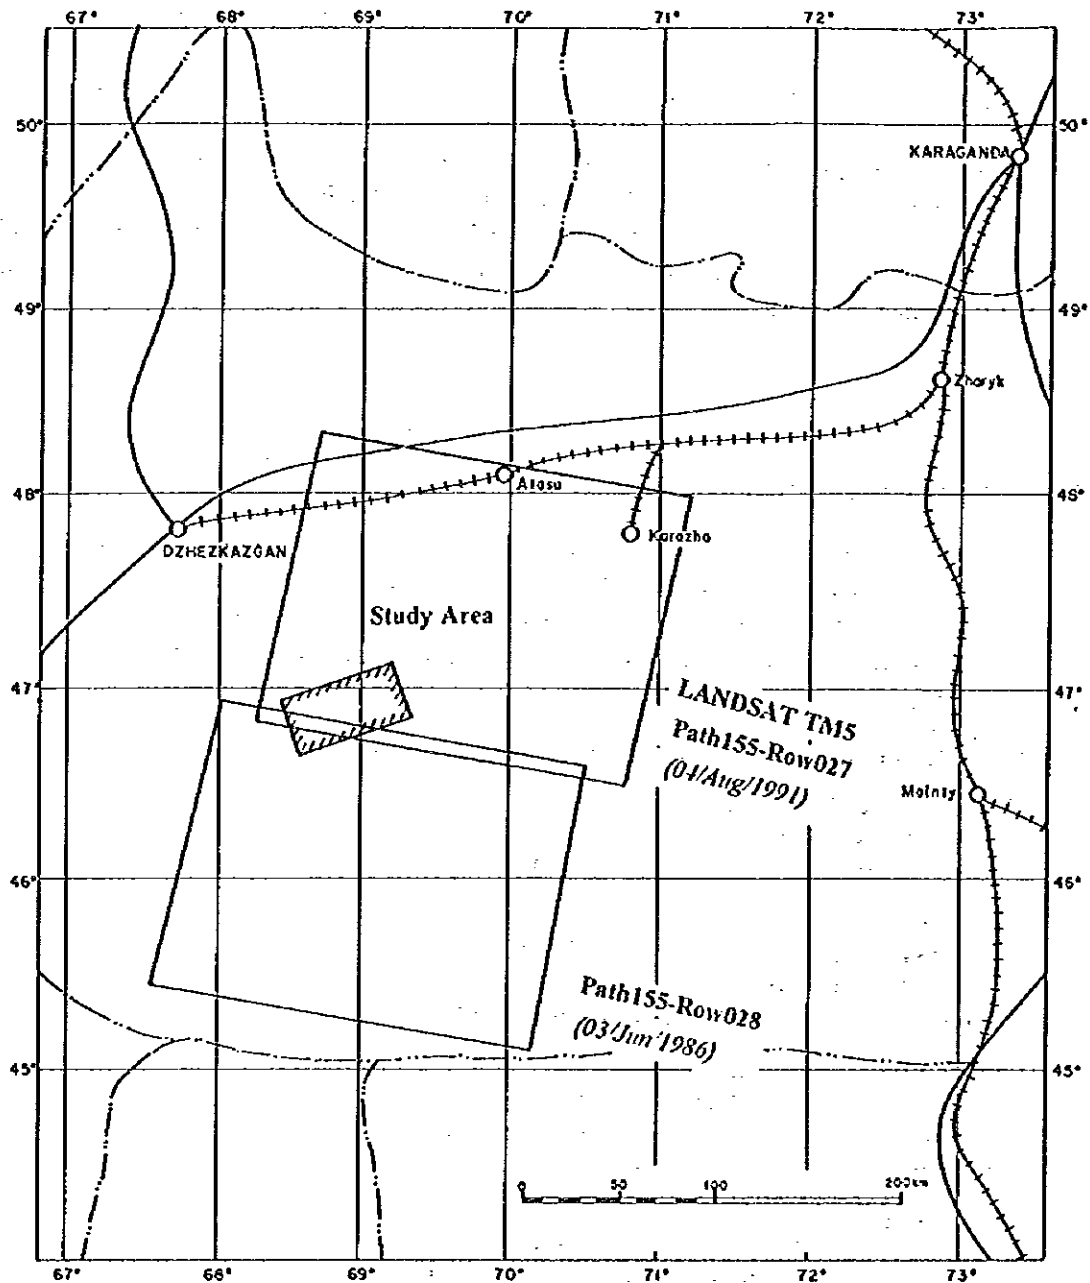 67° 68° 69° 70° 71° 72° 73°
50° 50°
KARAGANDA
49° 49°
Zharyk
48° 48°
Atasu
Karazha
DZHEZKAZGAN
Study Area
47° 47°
LANDSAT TM5
Path155-Row027
(04/Aug/1991)
Mointy
46° 46°
Path155-Row028
(03/Jun/1986)
45° 45°
0 50 100 200km
67° 68° 69° 70° 71° 72° 73°